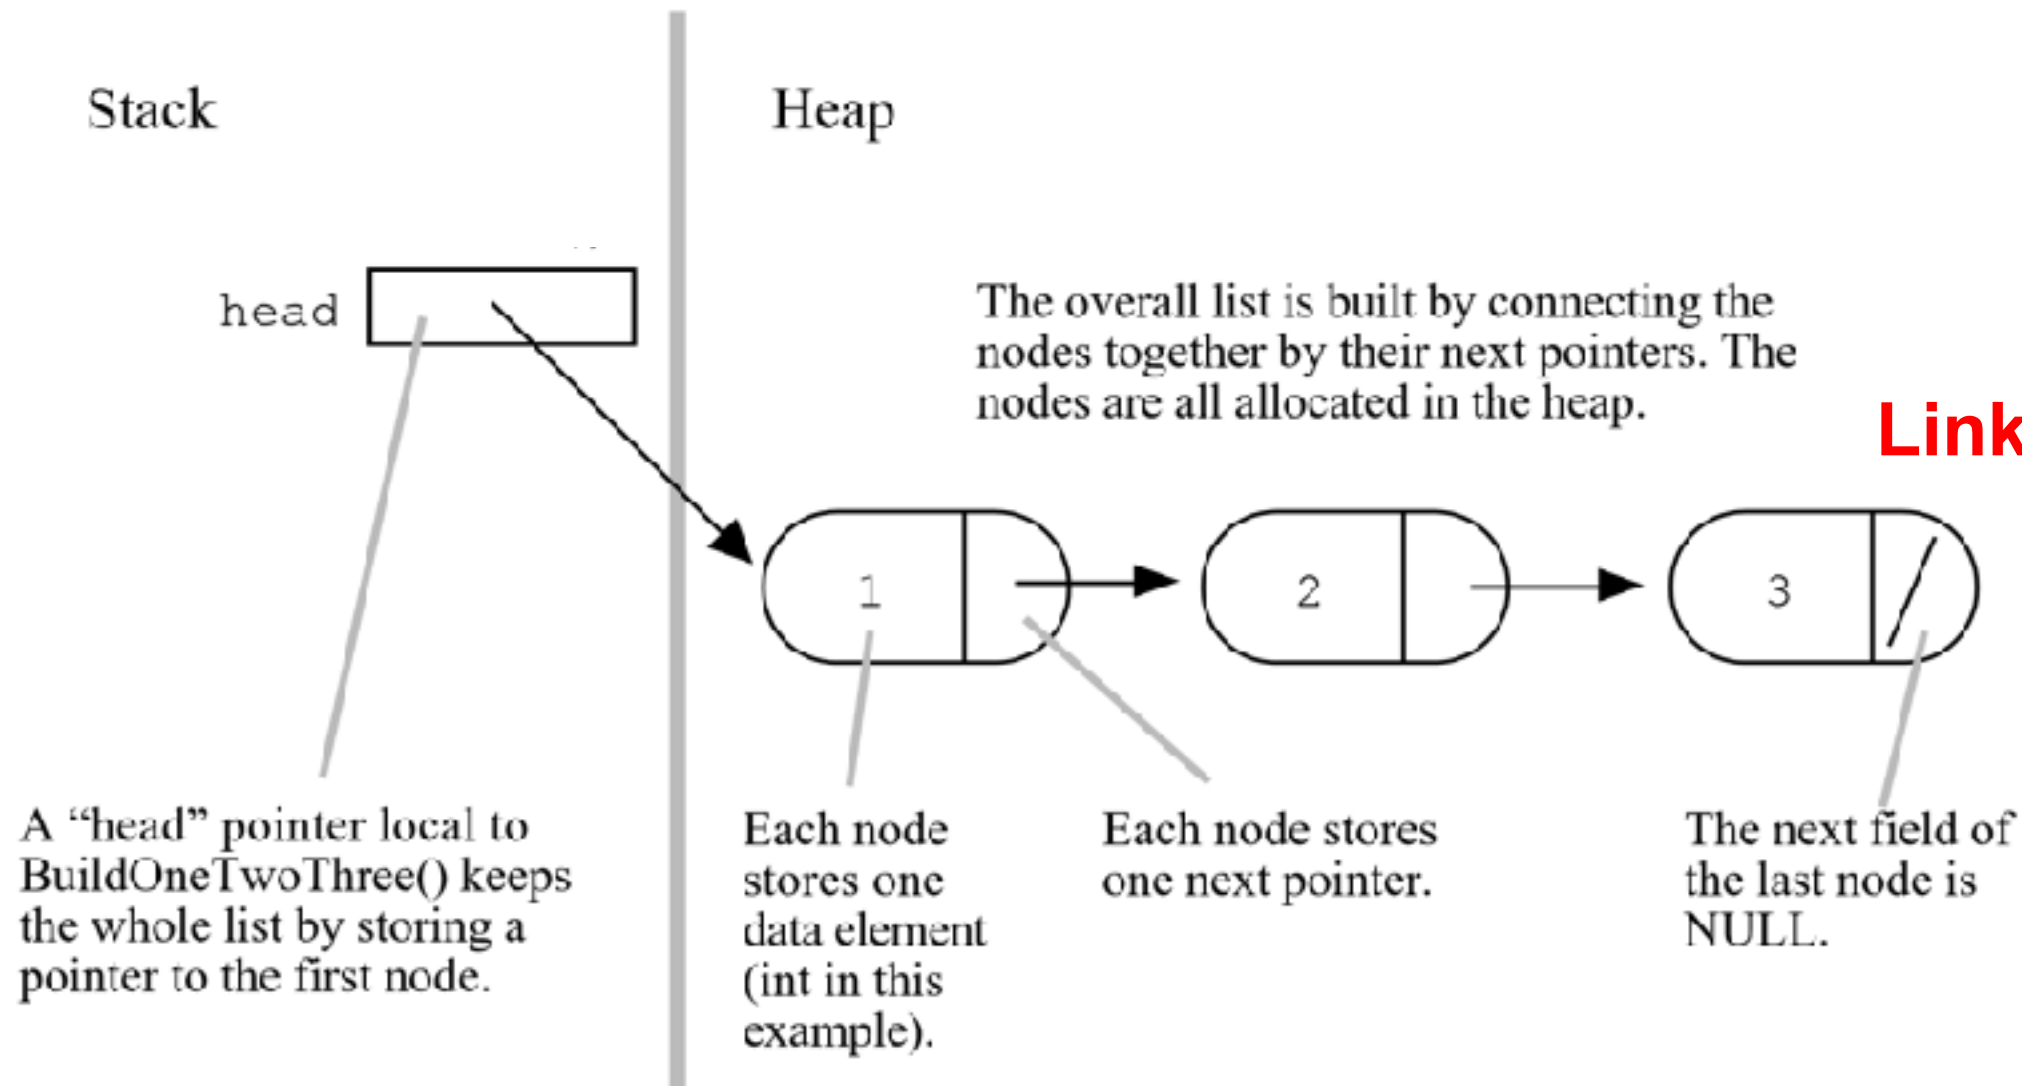 Stack
Heap
head
The overall list is built by connecting the
nodes together by their next pointers. The
nodes are all allocated in the heap.
Link
1
2
3
A “head” pointer local to
BuildOneTwoThree() keeps
the whole list by storing a
pointer to the first node.
Each node
stores one
data element
(int in this
example).
Each node stores
one next pointer.
The next field of
the last node is
NULL.